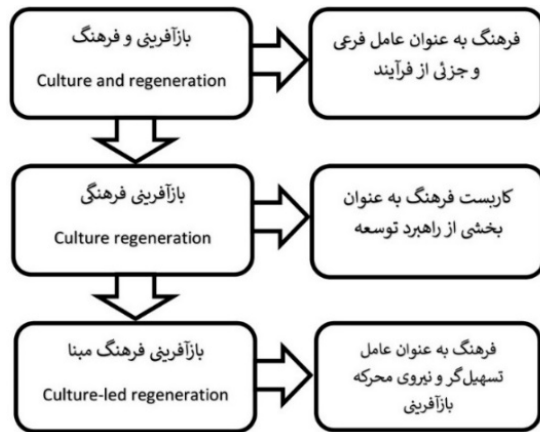 بازآفرینی و فرهنگ
Culture and regeneration
فرهنگ به عنوان عامل فرعی
و جزئی از فرآیند
بازآفرینی فرهنگی
Culture regeneration
کاربست فرهنگ به عنوان
بخشی از راهبرد توسعه
بازآفرینی فرهنگ مبنا
Culture-led regeneration
فرهنگ به عنوان عامل
تسهیل‌گر و نیروی محرکه
بازآفرینی